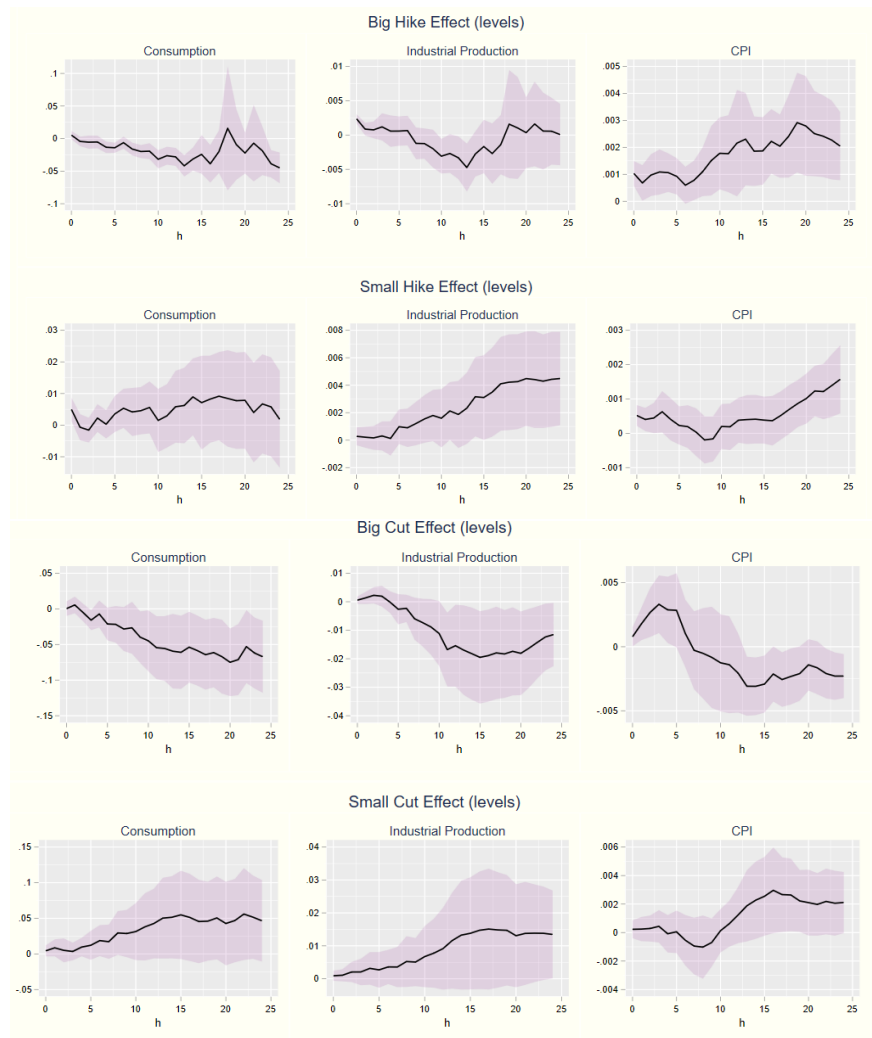 Big Hike Effect (levels)
Consumption Industrial Production CPI
.1 .01 .005
.05 .005 .004
0 0 .003
-.05 -.005 .002
-.1 -.01 .001
0
0 5 10 15 20 25 0 5 10 15 20 25 0 5 10 15 20 25
h h h
Small Hike Effect (levels)
Consumption Industrial Production CPI
.03 .008 .003
.02 .006 .002
.01 .004 .001
0 .002 0
-.01 0 -.001
-.002
0 5 10 15 20 25 0 5 10 15 20 25 0 5 10 15 20 25
h h h
Big Cut Effect (levels)
Consumption Industrial Production CPI
.05 .01 .005
0 0 0
-.05 -.01 -.005
-.1 -.02
-.15 -.03
-.04
0 5 10 15 20 25 0 5 10 15 20 25 0 5 10 15 20 25
h h h
Small Cut Effect (levels)
Consumption Industrial Production CPI
.15 .04 .006
.1 .03 .004
.05 .02 .002
0 .01 0
-.05 0 -.002
-.004
0 5 10 15 20 25 0 5 10 15 20 25 0 5 10 15 20 25
h h h